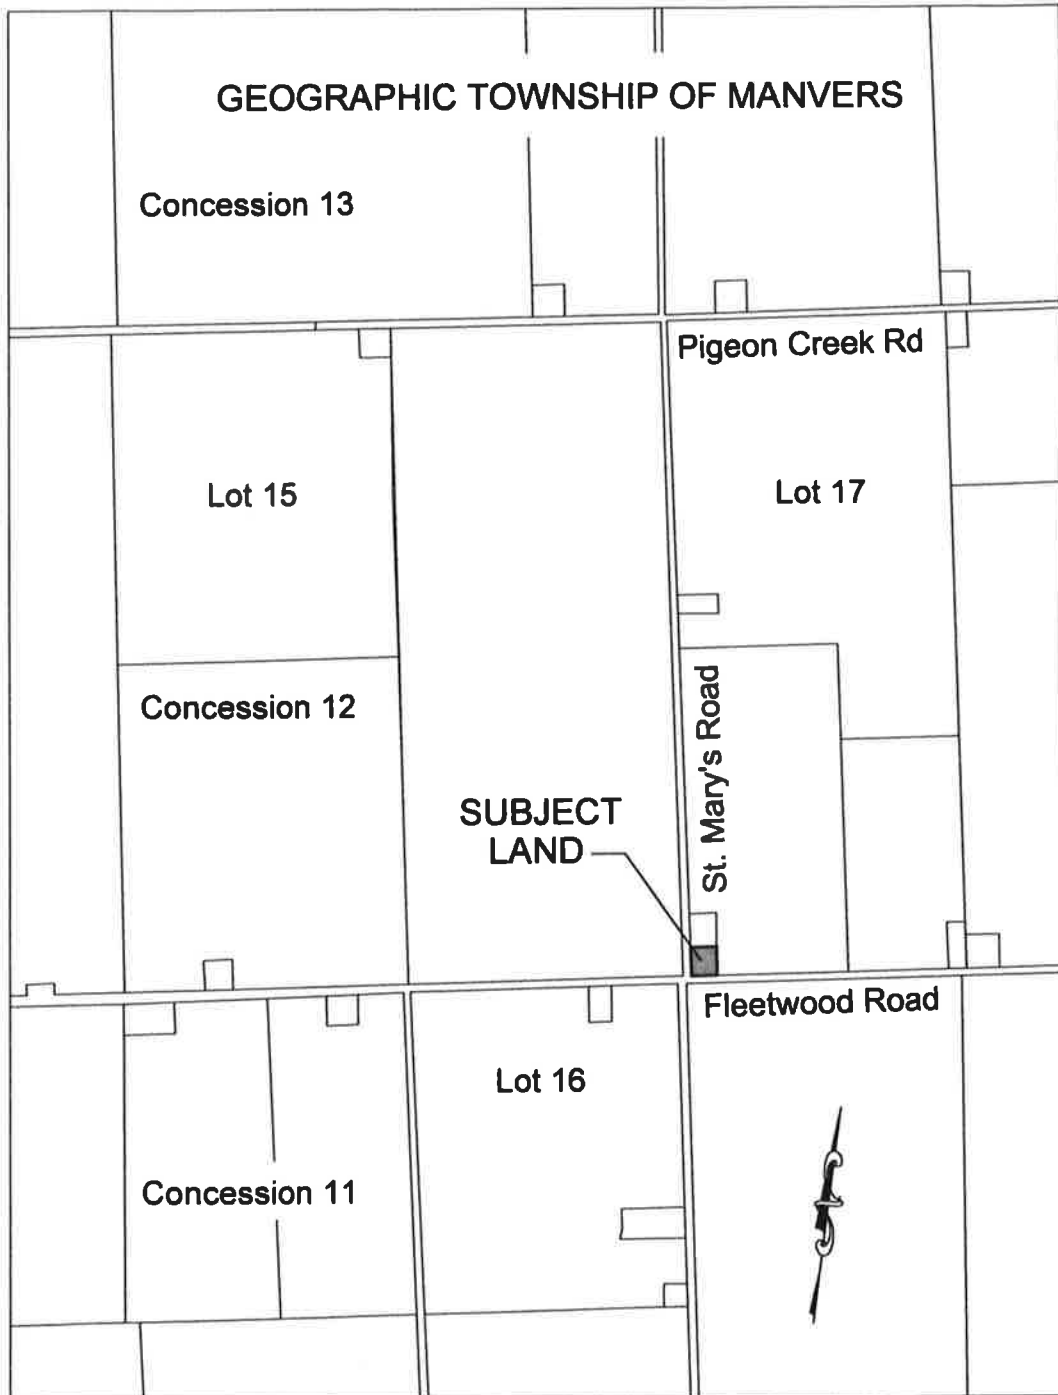 GEOGRAPHIC TOWNSHIP OF MANVERS
Concession 13
Pigeon Creek Rd
Lot 15
Lot 17
Concession 12
St. Mary's Road
SUBJECT
LAND
Fleetwood Road
Lot 16
Concession 11